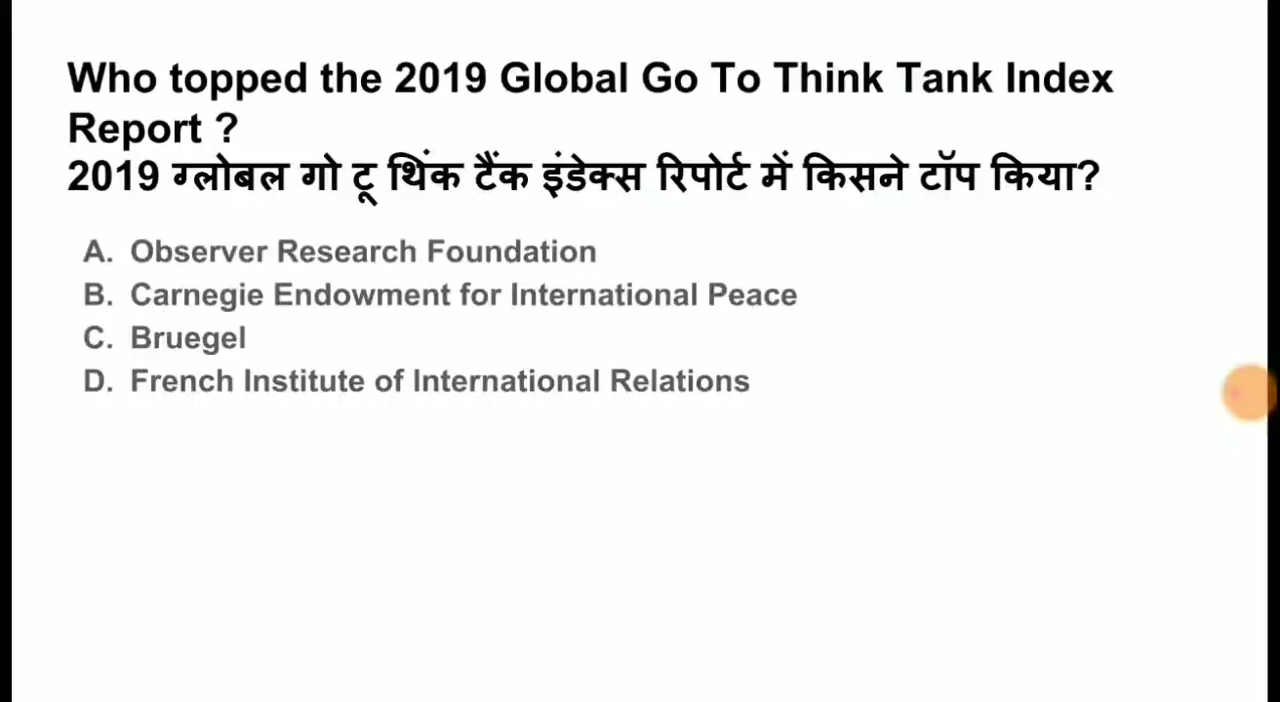 Who topped the 2019 Global Go To Think Tank Index
Report ?
2019 ग्लोबल गो टू थिंक टैंक इंडेक्स रिपोर्ट में किसने टॉप किया?
A. Observer Research Foundation
B. Carnegie Endowment for International Peace
C. Bruegel
D. French Institute of International Relations